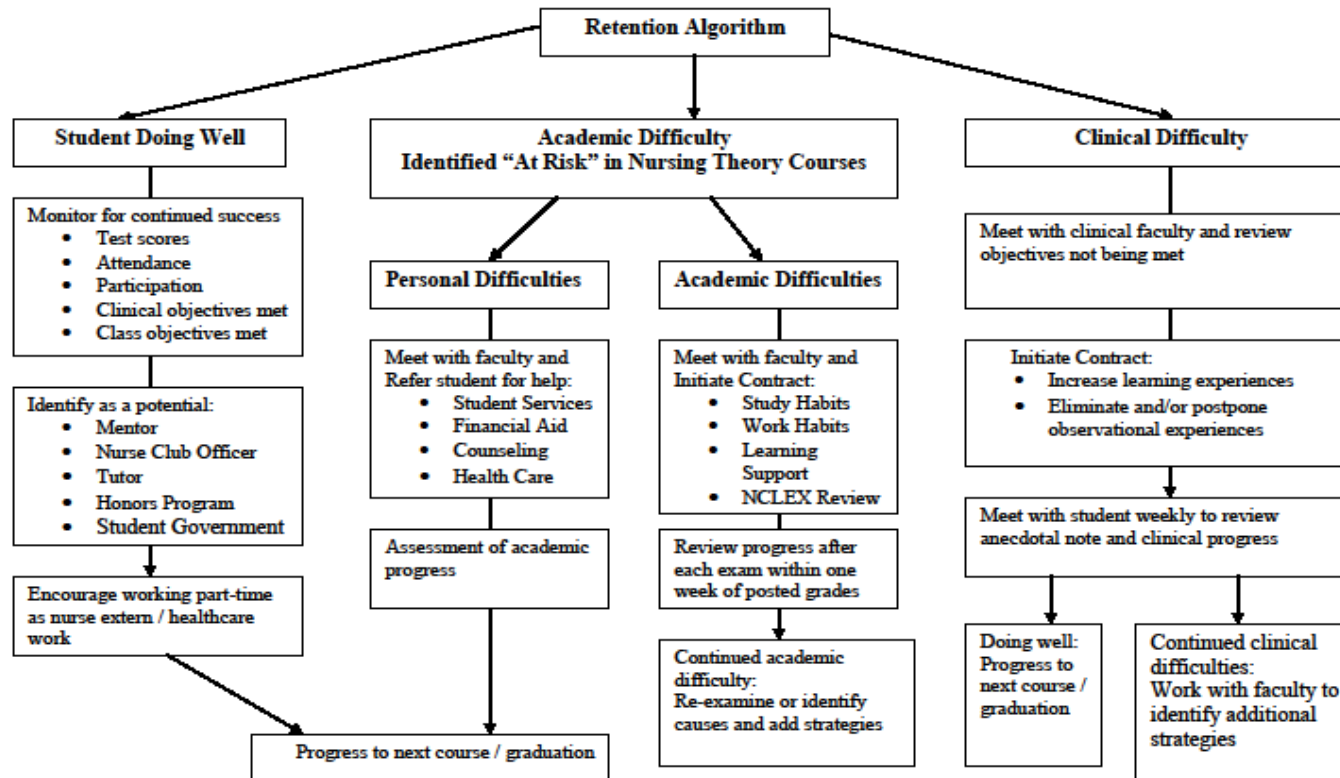 Retention Algorithm
Student Doing Well
Academic Difficulty
Identified “At Risk” in Nursing Theory Courses
Clinical Difficulty
Monitor for continued success
• Test scores
• Attendance
• Participation
• Clinical objectives met
• Class objectives met
Meet with clinical faculty and review
objectives not being met
Personal Difficulties
Academic Difficulties
Meet with faculty and
Refer student for help:
• Student Services
• Financial Aid
• Counseling
• Health Care
Meet with faculty and
Initiate Contract:
• Study Habits
• Work Habits
• Learning
Support
• NCLEX Review
Initiate Contract:
• Increase learning experiences
• Eliminate and/or postpone
observational experiences
Identify as a potential:
• Mentor
• Nurse Club Officer
• Tutor
• Honors Program
• Student Government
Meet with student weekly to review
anecdotal note and clinical progress
Assessment of academic
progress
Review progress after
each exam within one
week of posted grades
Encourage working part-time
as nurse extern / healthcare
work
Continued academic
difficulty:
Re-examine or identify
causes and add strategies
Doing well:
Progress to
next course /
graduation
Continued clinical
difficulties:
Work with faculty to
identify additional
strategies
Progress to next course / graduation